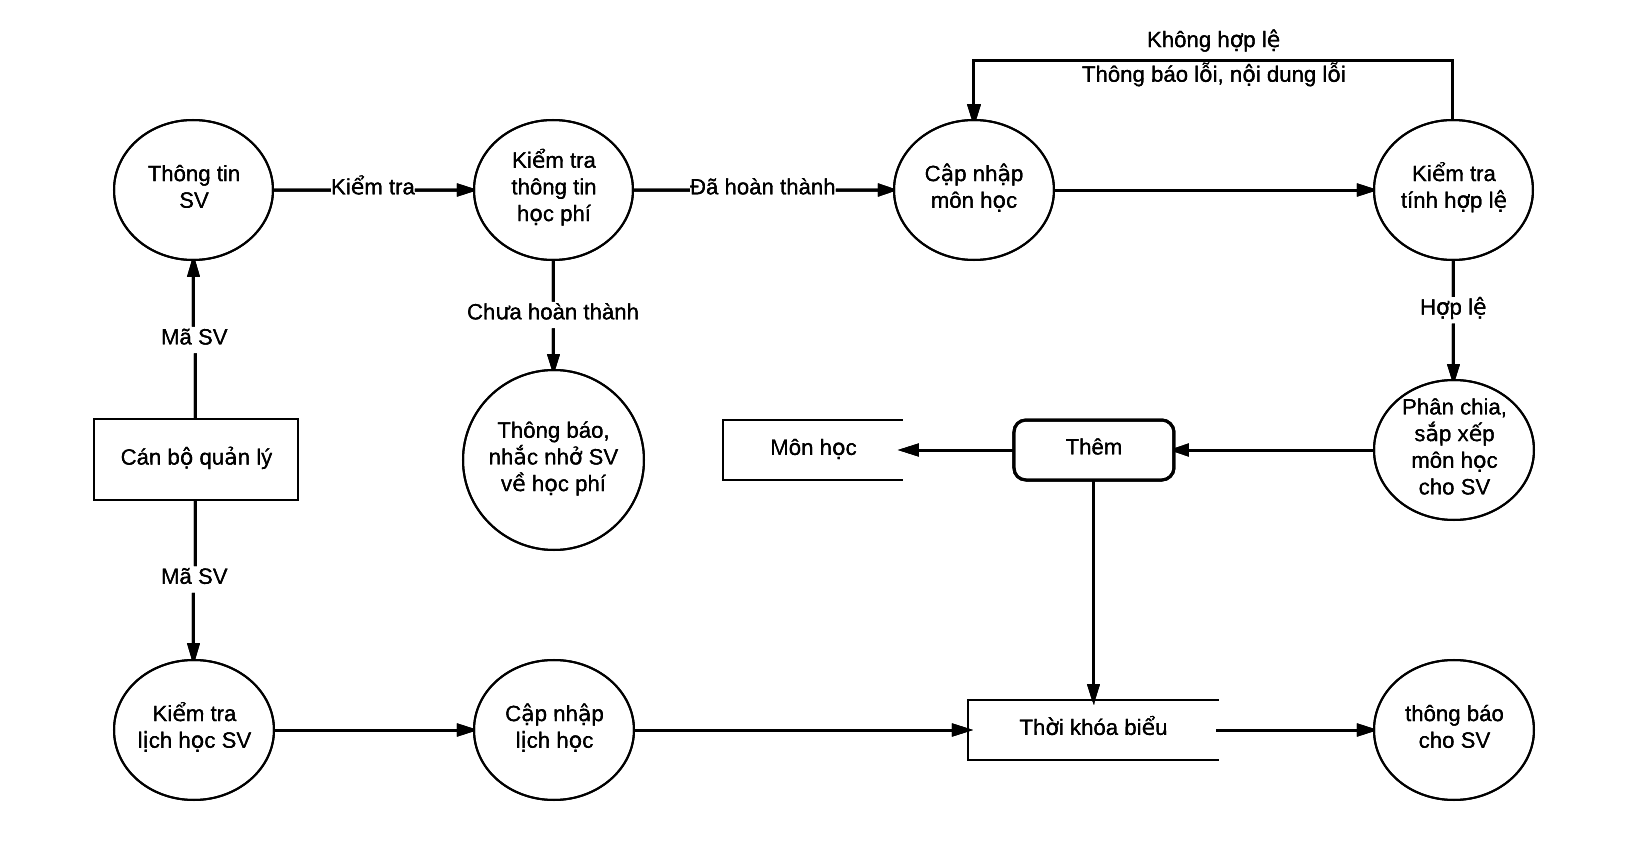 Không hợp lệ
Thông báo lỗi, nội dung lỗi
Thông tin
SV
Kiểm tra
Kiểm tra
thông tin
học phí
Đã hoàn thành
Cập nhập
môn học
Kiểm tra
tính hợp lệ
Mã SV
Chưa hoàn thành
Hợp lệ
Cán bộ quản lý
Thông báo,
nhắc nhở SV
về học phí
Môn học
Thêm
Phân chia,
sắp xếp
môn học
cho SV
Mã SV
Kiểm tra
lịch học SV
Cập nhập
lịch học
Thời khóa biểu
thông báo
cho SV